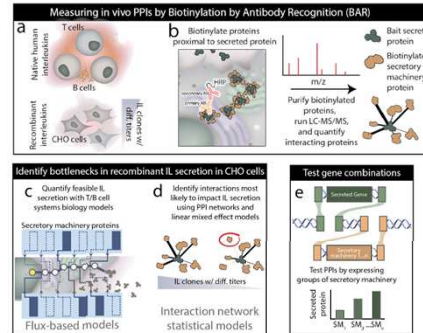 Measuring in vivo PPIs by Biotinylation by Antibody Recognition (BAR)
a
T cells
Native human
interleukins
B cells
Recombinant
interleukins
CHO cells
IL clones w/
diff. titers
b
Biotinylate proteins
proximal to secreted protein
HRP
m/z
Purify biotinylated
proteins,
run LC-MS/MS,
and quantify
interacting proteins
Bait secreted
protein
Biotinylated
secretory
machinery
protein
Identify bottlenecks in recombinant IL secretion in CHO cells
c
Quantify feasible IL
secretion with T/B cell
systems biology models
Secretory machinery proteins
Flux-based models
d
Identify interactions most
likely to impact IL secretion
using PPI networks and
linear mixed effect models
IL clones w/ diff. titers
Interaction network
statistical models
Test gene combinations
e
Secreted Gene
Secretory
machinery
Test PPIs by expressing
groups of secretory machinery
Secreted
protein
SM₁ SM₂ ...SMₙ